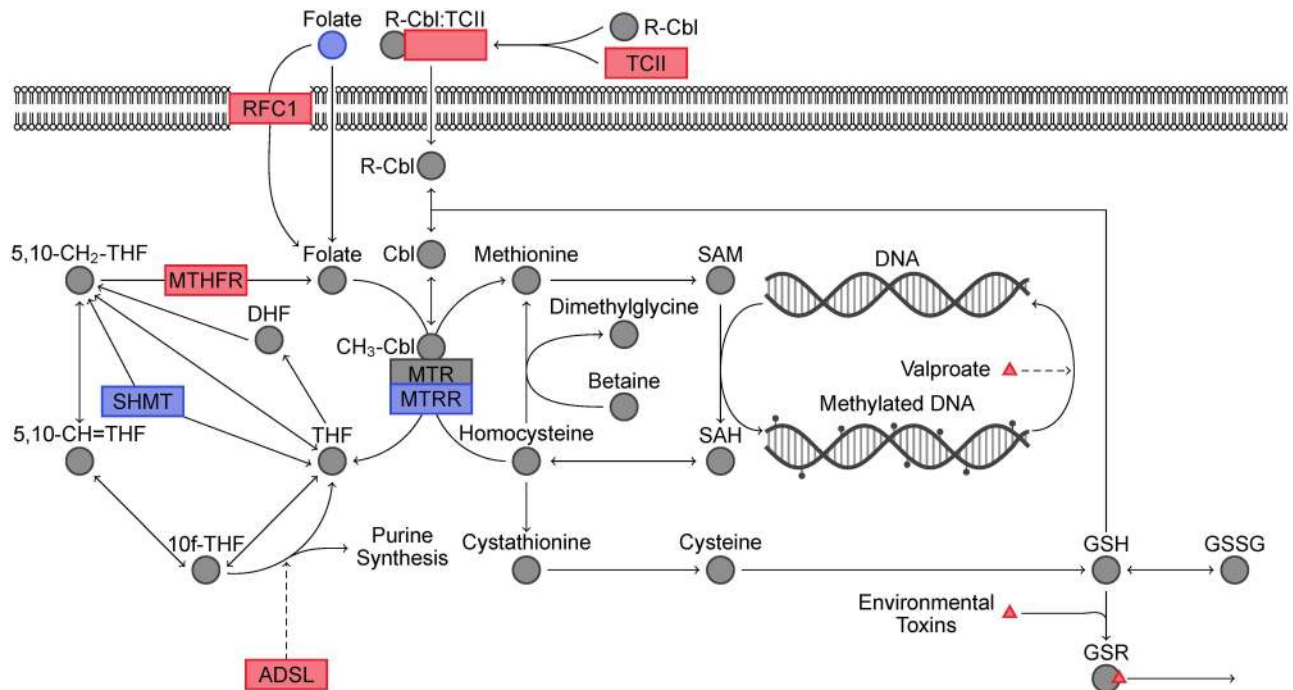 Folate
R-Cbl:TCII
R-Cbl
TCII
RFC1
R-Cbl
5,10-CH₂-THF
MTHFR
Folate
Cbl
Methionine
SAM
DNA
DHF
Dimethylglycine
CH₃-Cbl
MTR
MTRR
Betaine
Valproate
SHMT
Methylated DNA
5,10-CH=THF
THF
Homocysteine
SAH
10f-THF
Purine
Synthesis
Cystathionine
Cysteine
GSH
GSSG
Environmental
Toxins
GSR
ADSL